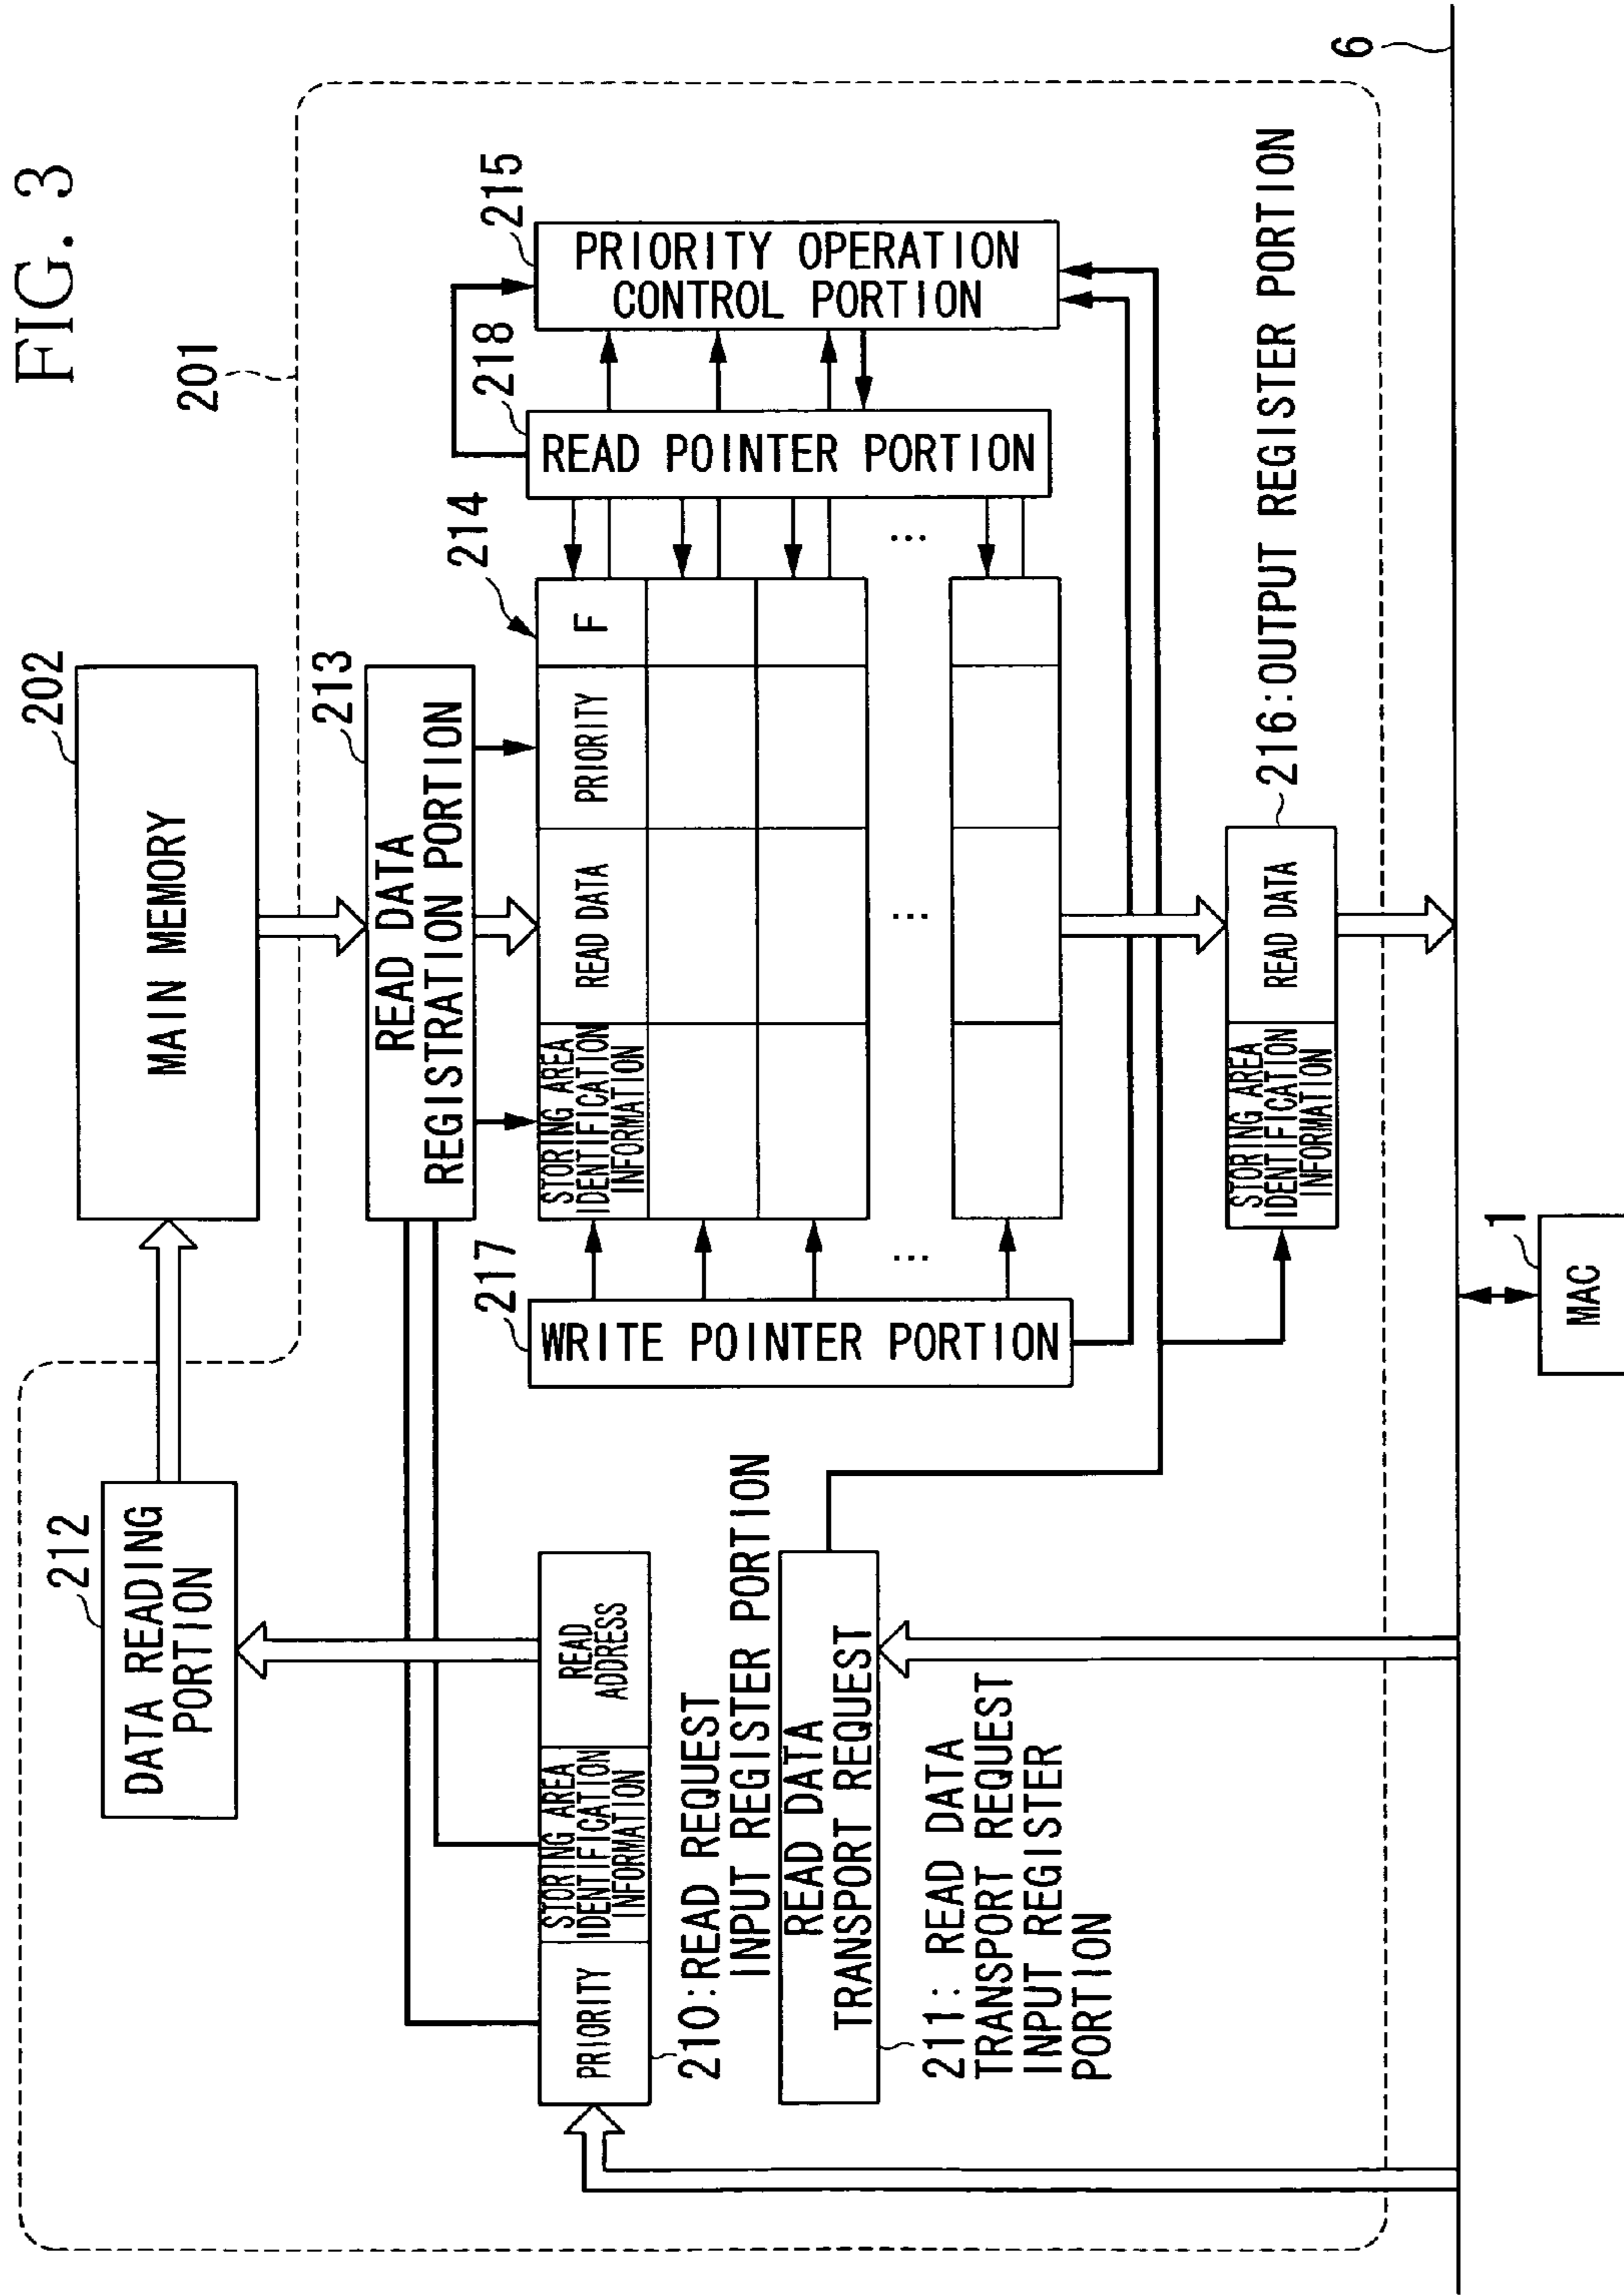 FIG. 3
201
202
MAIN MEMORY
212
DATA READING
PORTION
213
READ DATA
REGISTRATION PORTION
PRIORITY
STORING AREA
IDENTIFICATION
INFORMATION
READ
ADDRESS
210:READ REQUEST
INPUT REGISTER PORTION
READ DATA
TRANSPORT REQUEST
211: READ DATA
TRANSPORT REQUEST
INPUT REGISTER
PORTION
217
WRITE POINTER PORTION
214
STORING AREA
IDENTIFICATION
INFORMATION
READ DATA
PRIORITY
F
...
...
...
218
READ POINTER PORTION
215
PRIORITY OPERATION
CONTROL PORTION
STORING AREA
IDENTIFICATION
INFORMATION
READ DATA
216:OUTPUT REGISTER PORTION
6
1
MAC